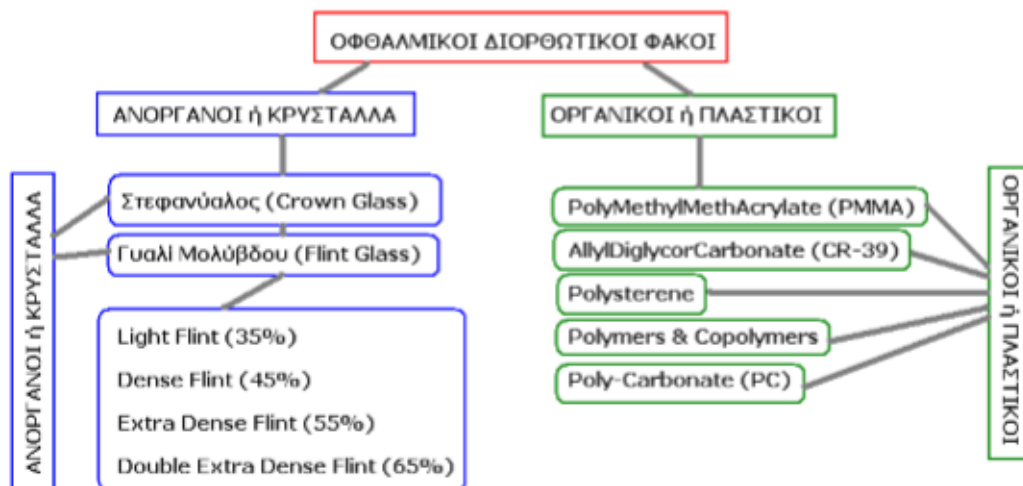 ΟΦΘΑΛΜΙΚΟΙ ΔΙΟΡΘΩΤΙΚΟΙ ΦΑΚΟΙ
ΑΝΟΡΓΑΝΟΙ ή ΚΡΥΣΤΑΛΛΑ
Στεφανύαλος (Crown Glass)
Γυαλί Μολύβδου (Flint Glass)
Light Flint (35‰)
Dense Flint (45‰)
Extra Dense Flint (55‰)
Double Extra Dense Flint (65‰)
ΑΝΟΡΓΑΝΟΙ ή ΚΡΥΣΤΑΛΛΑ
ΟΡΓΑΝΙΚΟΙ ή ΠΛΑΣΤΙΚΟΙ
PolyMethylMethAcrylate (PMMA)
AllylDiglycorCarbonate (CR-39)
Polysterene
Polymers & Copolymers
Poly-Carbonate (PC)
ΟΡΓΑΝΙΚΟΙ ή ΠΛΑΣΤΙΚΟΙ